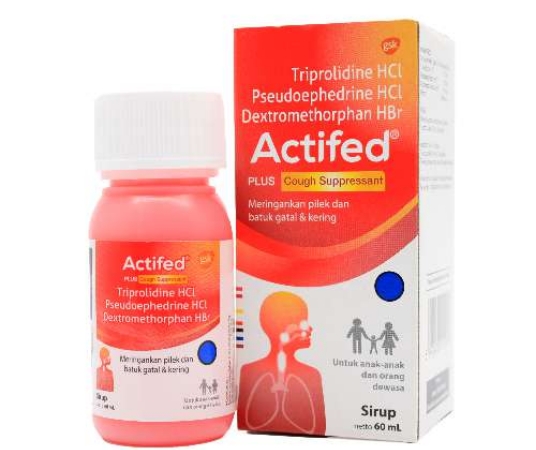 gsk
Triprolidine HCl
Pseudoephedrine HCl
Dextromethorphan HBr
Actifed®
PLUS Cough Suppressant
Meringankan pilek dan
batuk gatal & kering
Untuk anak-anak
dan orang
dewasa
Sirup
netto 60 mL
Actifed
gsk
PLUS Cough Suppressant
Triprolidine HCl
Pseudoephedrine HCl
Dextromethorphan HBr
Meringankan pilek dan
batuk gatal & kering
Sirup